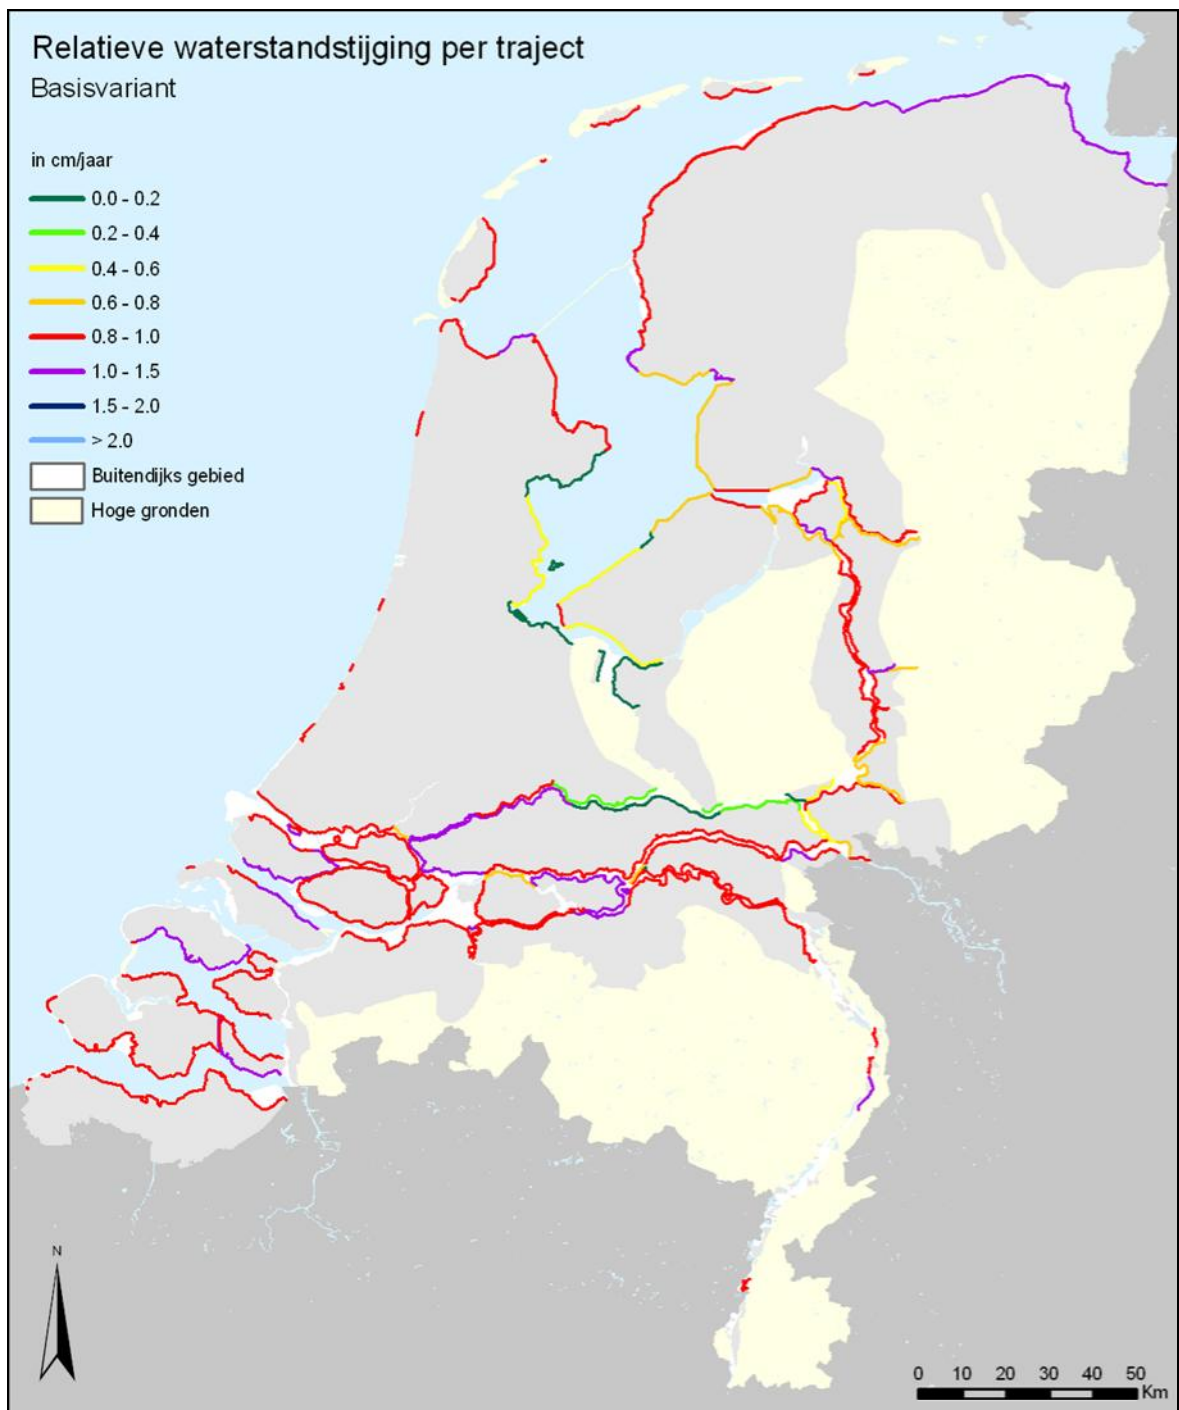 Relatieve waterstandstijging per traject
Basisvariant
in cm/jaar
0.0 - 0.2
0.2 - 0.4
0.4 - 0.6
0.6 - 0.8
0.8 - 1.0
1.0 - 1.5
1.5 - 2.0
> 2.0
Buitendijks gebied
Hoge gronden
N
0 10 20 30 40 50
Km